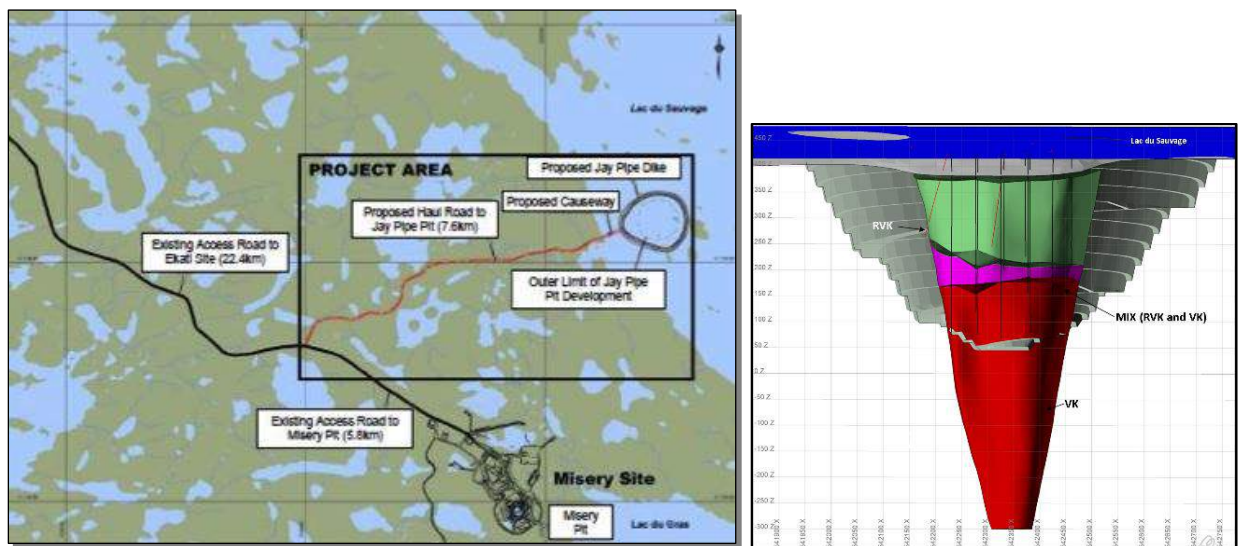 Lac du Sauvage
PROJECT AREA
Proposed Jay Pipe Dike
Proposed Causeway
Proposed Haul Road to
Jay Pipe Pit (7.6km)
Existing Access Road to
Ekati Site (22.4km)
Outer Limit of Jay Pipe
Pit Development
Existing Access Road to
Misery Pit (5.8km)
Misery Site
Misery
Pit
Lac du Gras
450 Z
Lac du Sauvage
350 Z
300 Z
RVK
250 Z
200 Z
150 Z
MIX (RVK and VK)
100 Z
50 Z
0 Z
-50 Z
VK
-100 Z
-150 Z
-200 Z
-250 Z
-300 Z